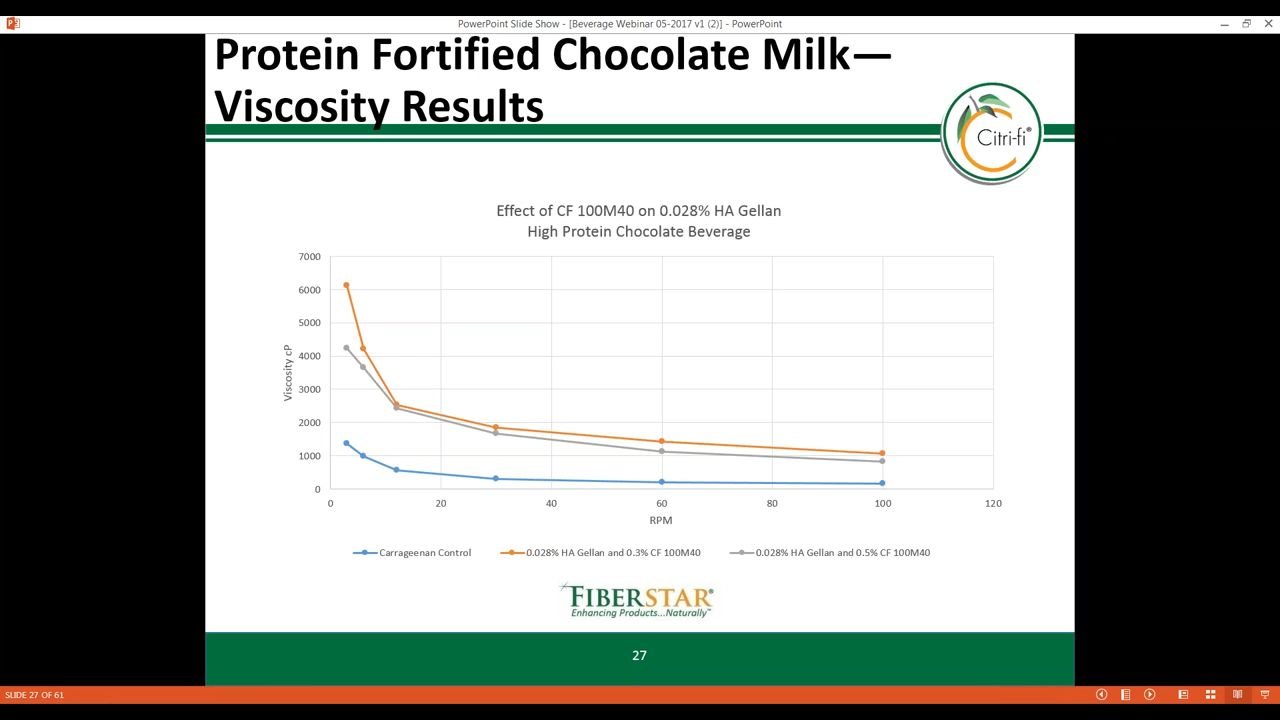 PowerPoint Slide Show - [Beverage Webinar 05-2017 v1 (2)] - PowerPoint
Protein Fortified Chocolate Milk—
Viscosity Results
Citri-fi®
Effect of CF 100M40 on 0.028% HA Gellan
High Protein Chocolate Beverage
7000
6000
5000
4000
3000
2000
1000
0
Viscosity cP
0 20 40 60 80 100 120
RPM
Carrageenan Control 0.028% HA Gellan and 0.3% CF 100M40 0.028% HA Gellan and 0.5% CF 100M40
FIBERSTAR®
Enhancing Products...Naturally™
27
SLIDE 27 OF 61